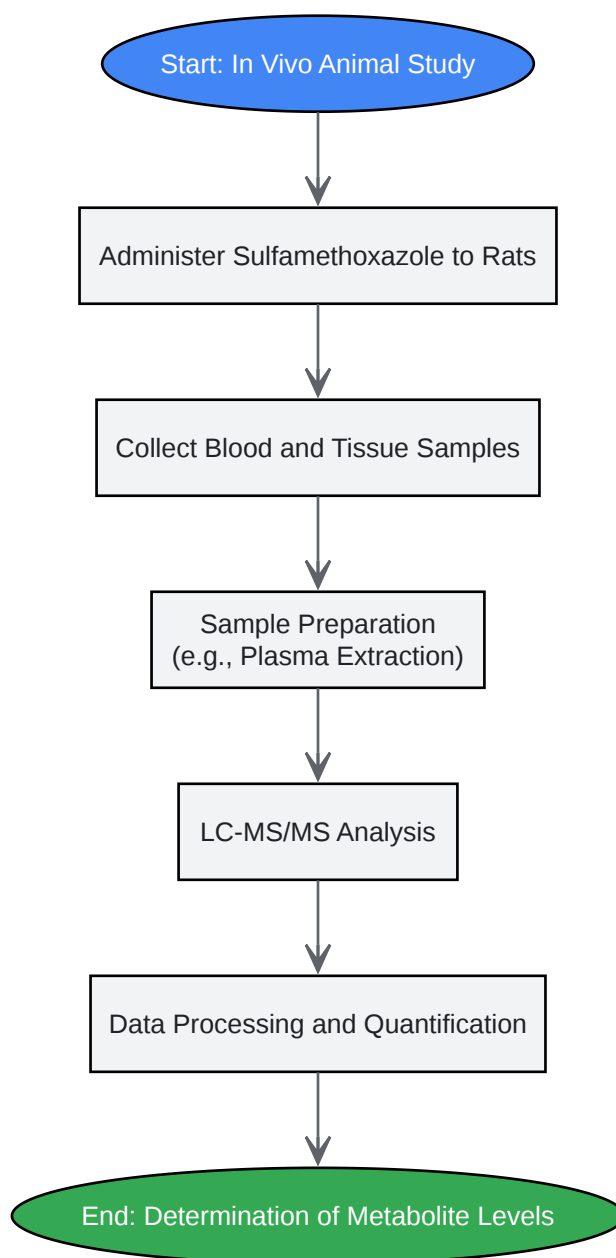 Start: In Vivo Animal Study
Administer Sulfamethoxazole to Rats
Collect Blood and Tissue Samples
Sample Preparation
(e.g., Plasma Extraction)
LC-MS/MS Analysis
Data Processing and Quantification
End: Determination of Metabolite Levels